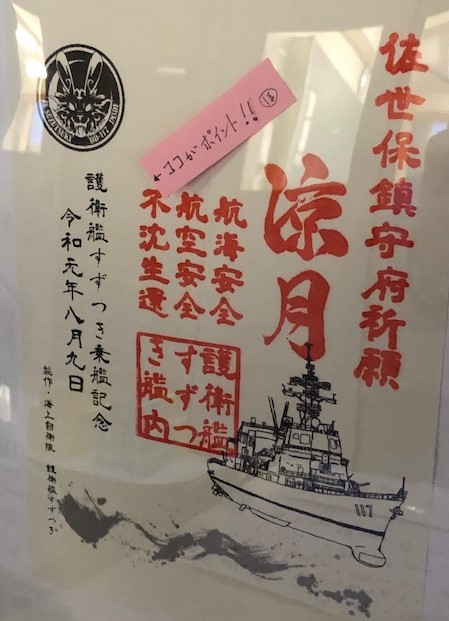 佐世保鎮守府祈願
涼月
航海安全
航空安全
不沈生還
護衛艦
すずつ
き艦内
←ココがポイント!!
護衛艦すずつき乗艦記念
令和元年八月九日
製作・海上自衛隊 護衛艦すずつき
SUZUTSUKI
DD-117
117